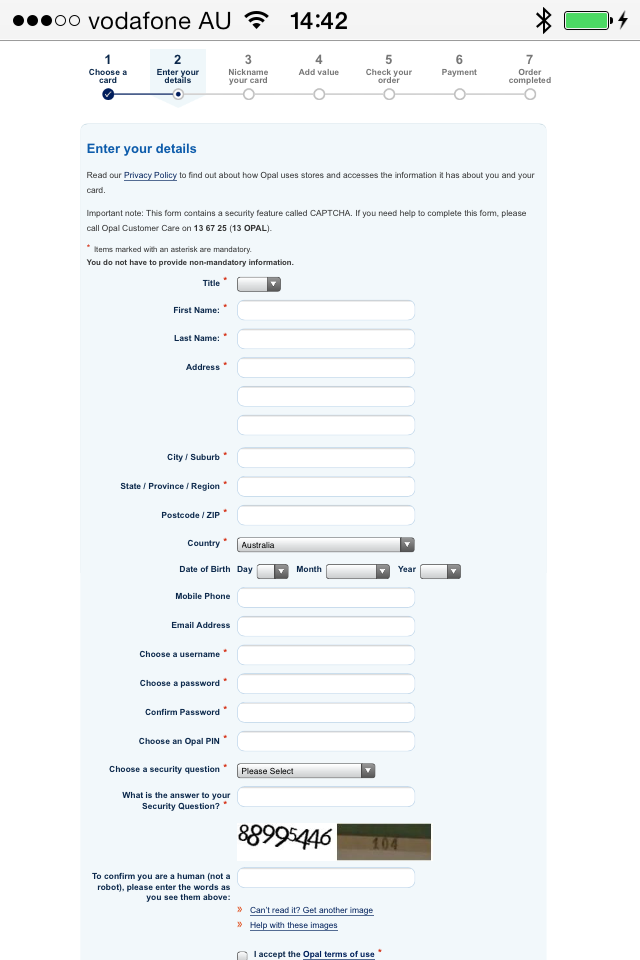 vodafone AU 14:42
1 2 3 4 5 6 7
Choose a card Enter your details Nickname your card Add value Check your order Payment Order completed
Enter your details
Read our Privacy Policy to find out about how Opal uses stores and accesses the information it has about you and your
card.
Important note: This form contains a security feature called CAPTCHA. If you need help to complete this form, please
call Opal Customer Care on 13 67 25 (13 OPAL).
* Items marked with an asterisk are mandatory.
You do not have to provide non-mandatory information.
Title *
First Name: *
Last Name: *
Address *
City / Suburb *
State / Province / Region *
Postcode / ZIP *
Country * Australia
Date of Birth Day Month Year
Mobile Phone
Email Address
Choose a username *
Choose a password *
Confirm Password *
Choose an Opal PIN *
Choose a security question * Please Select
What is the answer to your
Security Question? *
88995446 104
To confirm you are a human (not a
robot), please enter the words as
you see them above:
» Can't read it? Get another image
» Help with these images
I accept the Opal terms of use *